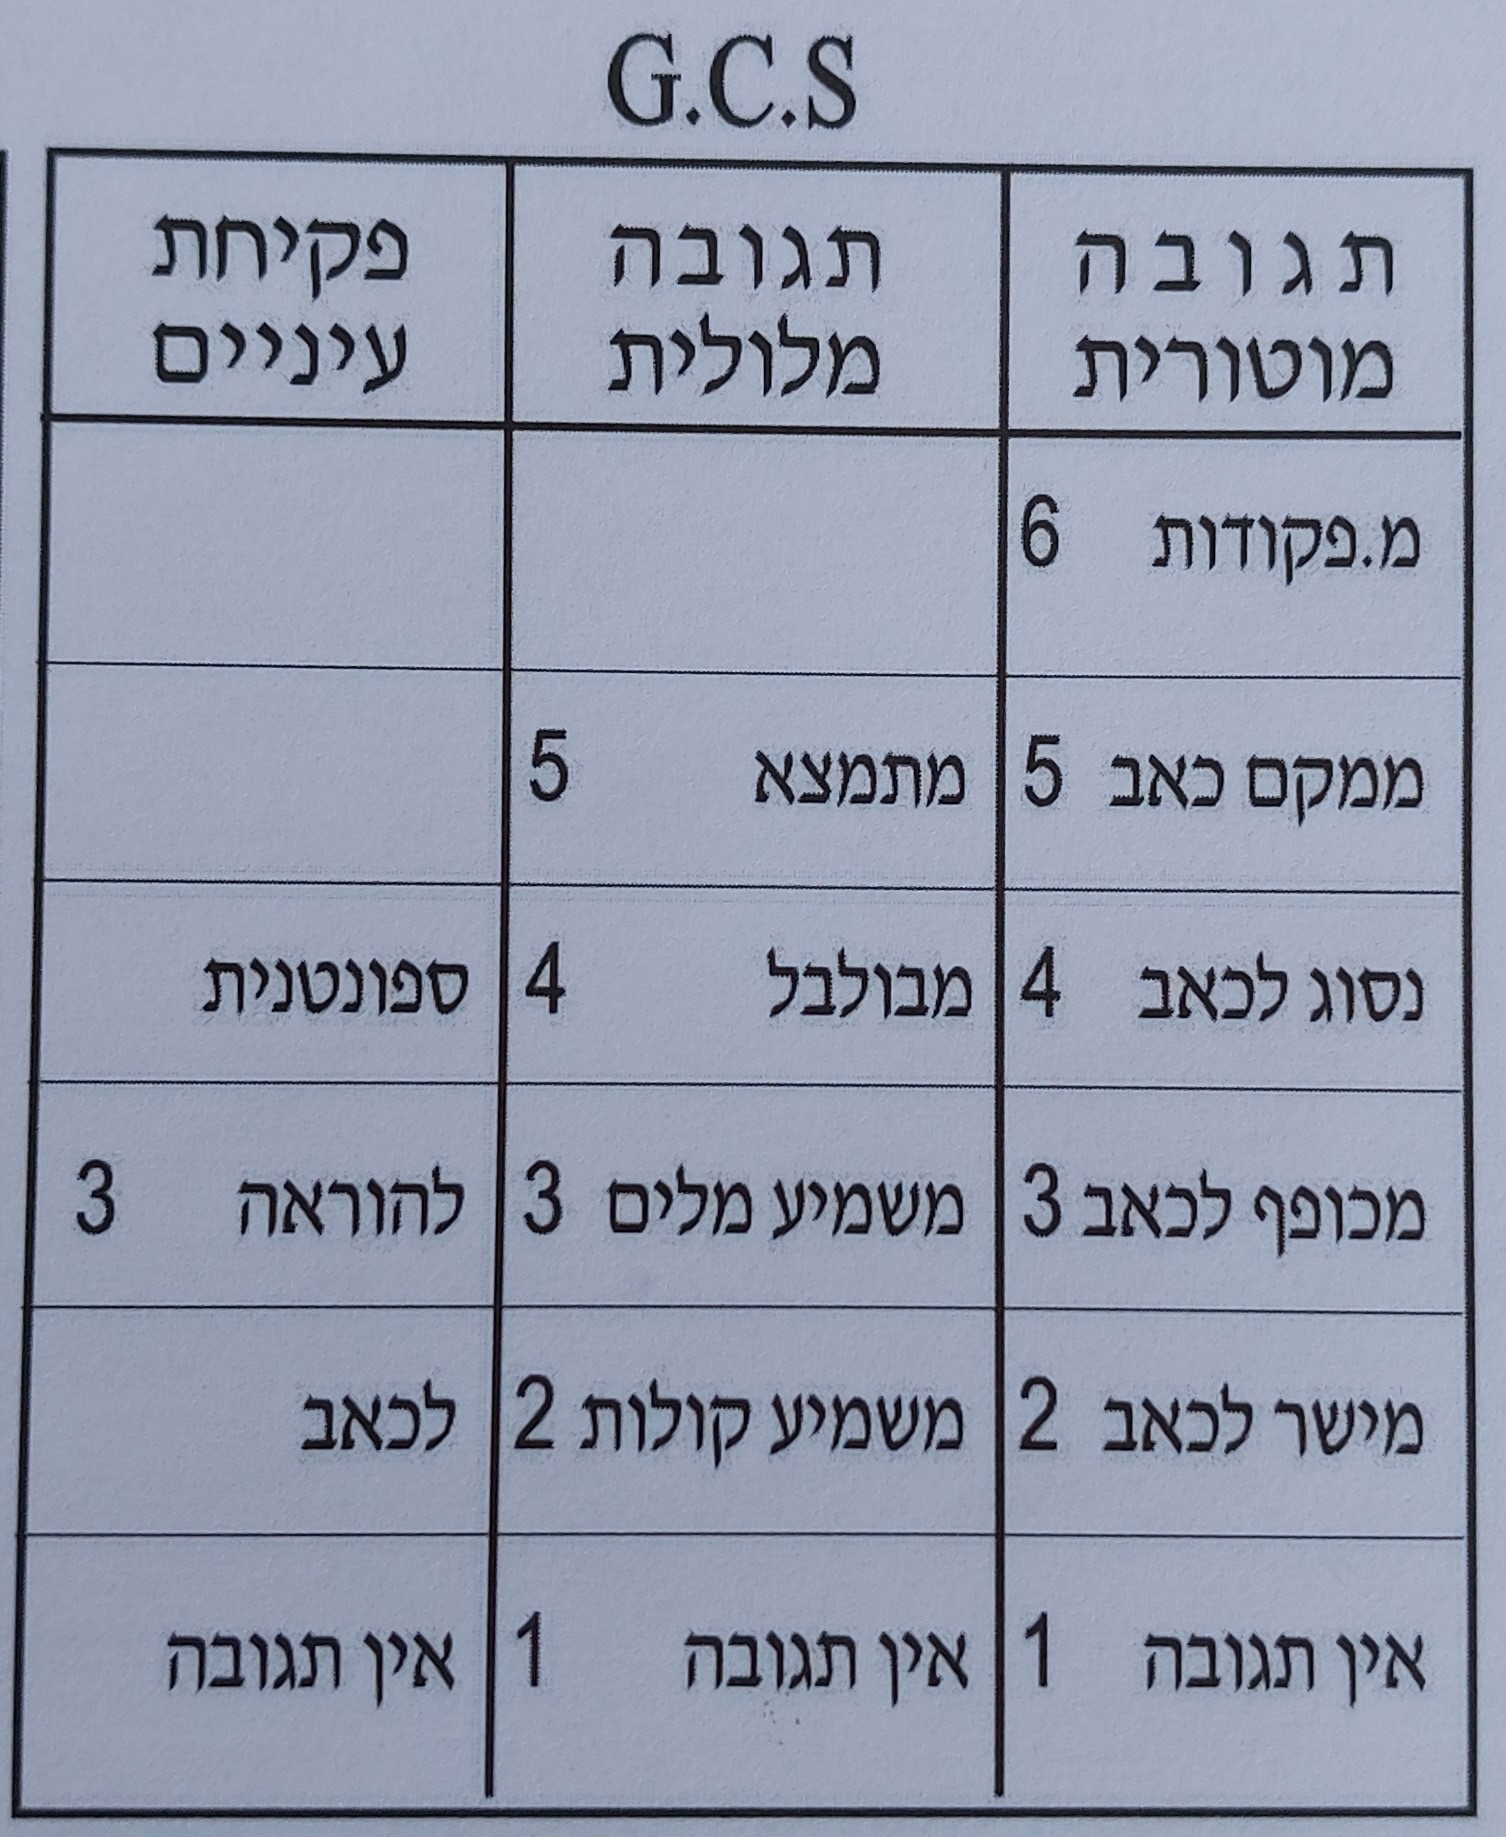 G.C.S
תגובה מוטורית תגובה מלולית פקיחת עיניים
מ.פקודות 6
ממקם כאב 5 מתמצא 5
נסוג לכאב 4 מבולבל 4 ספונטנית
מכופף לכאב 3 משמיע מלים 3 להוראה 3
מישר לכאב 2 משמיע קולות 2 לכאב
אין תגובה 1 אין תגובה 1 אין תגובה